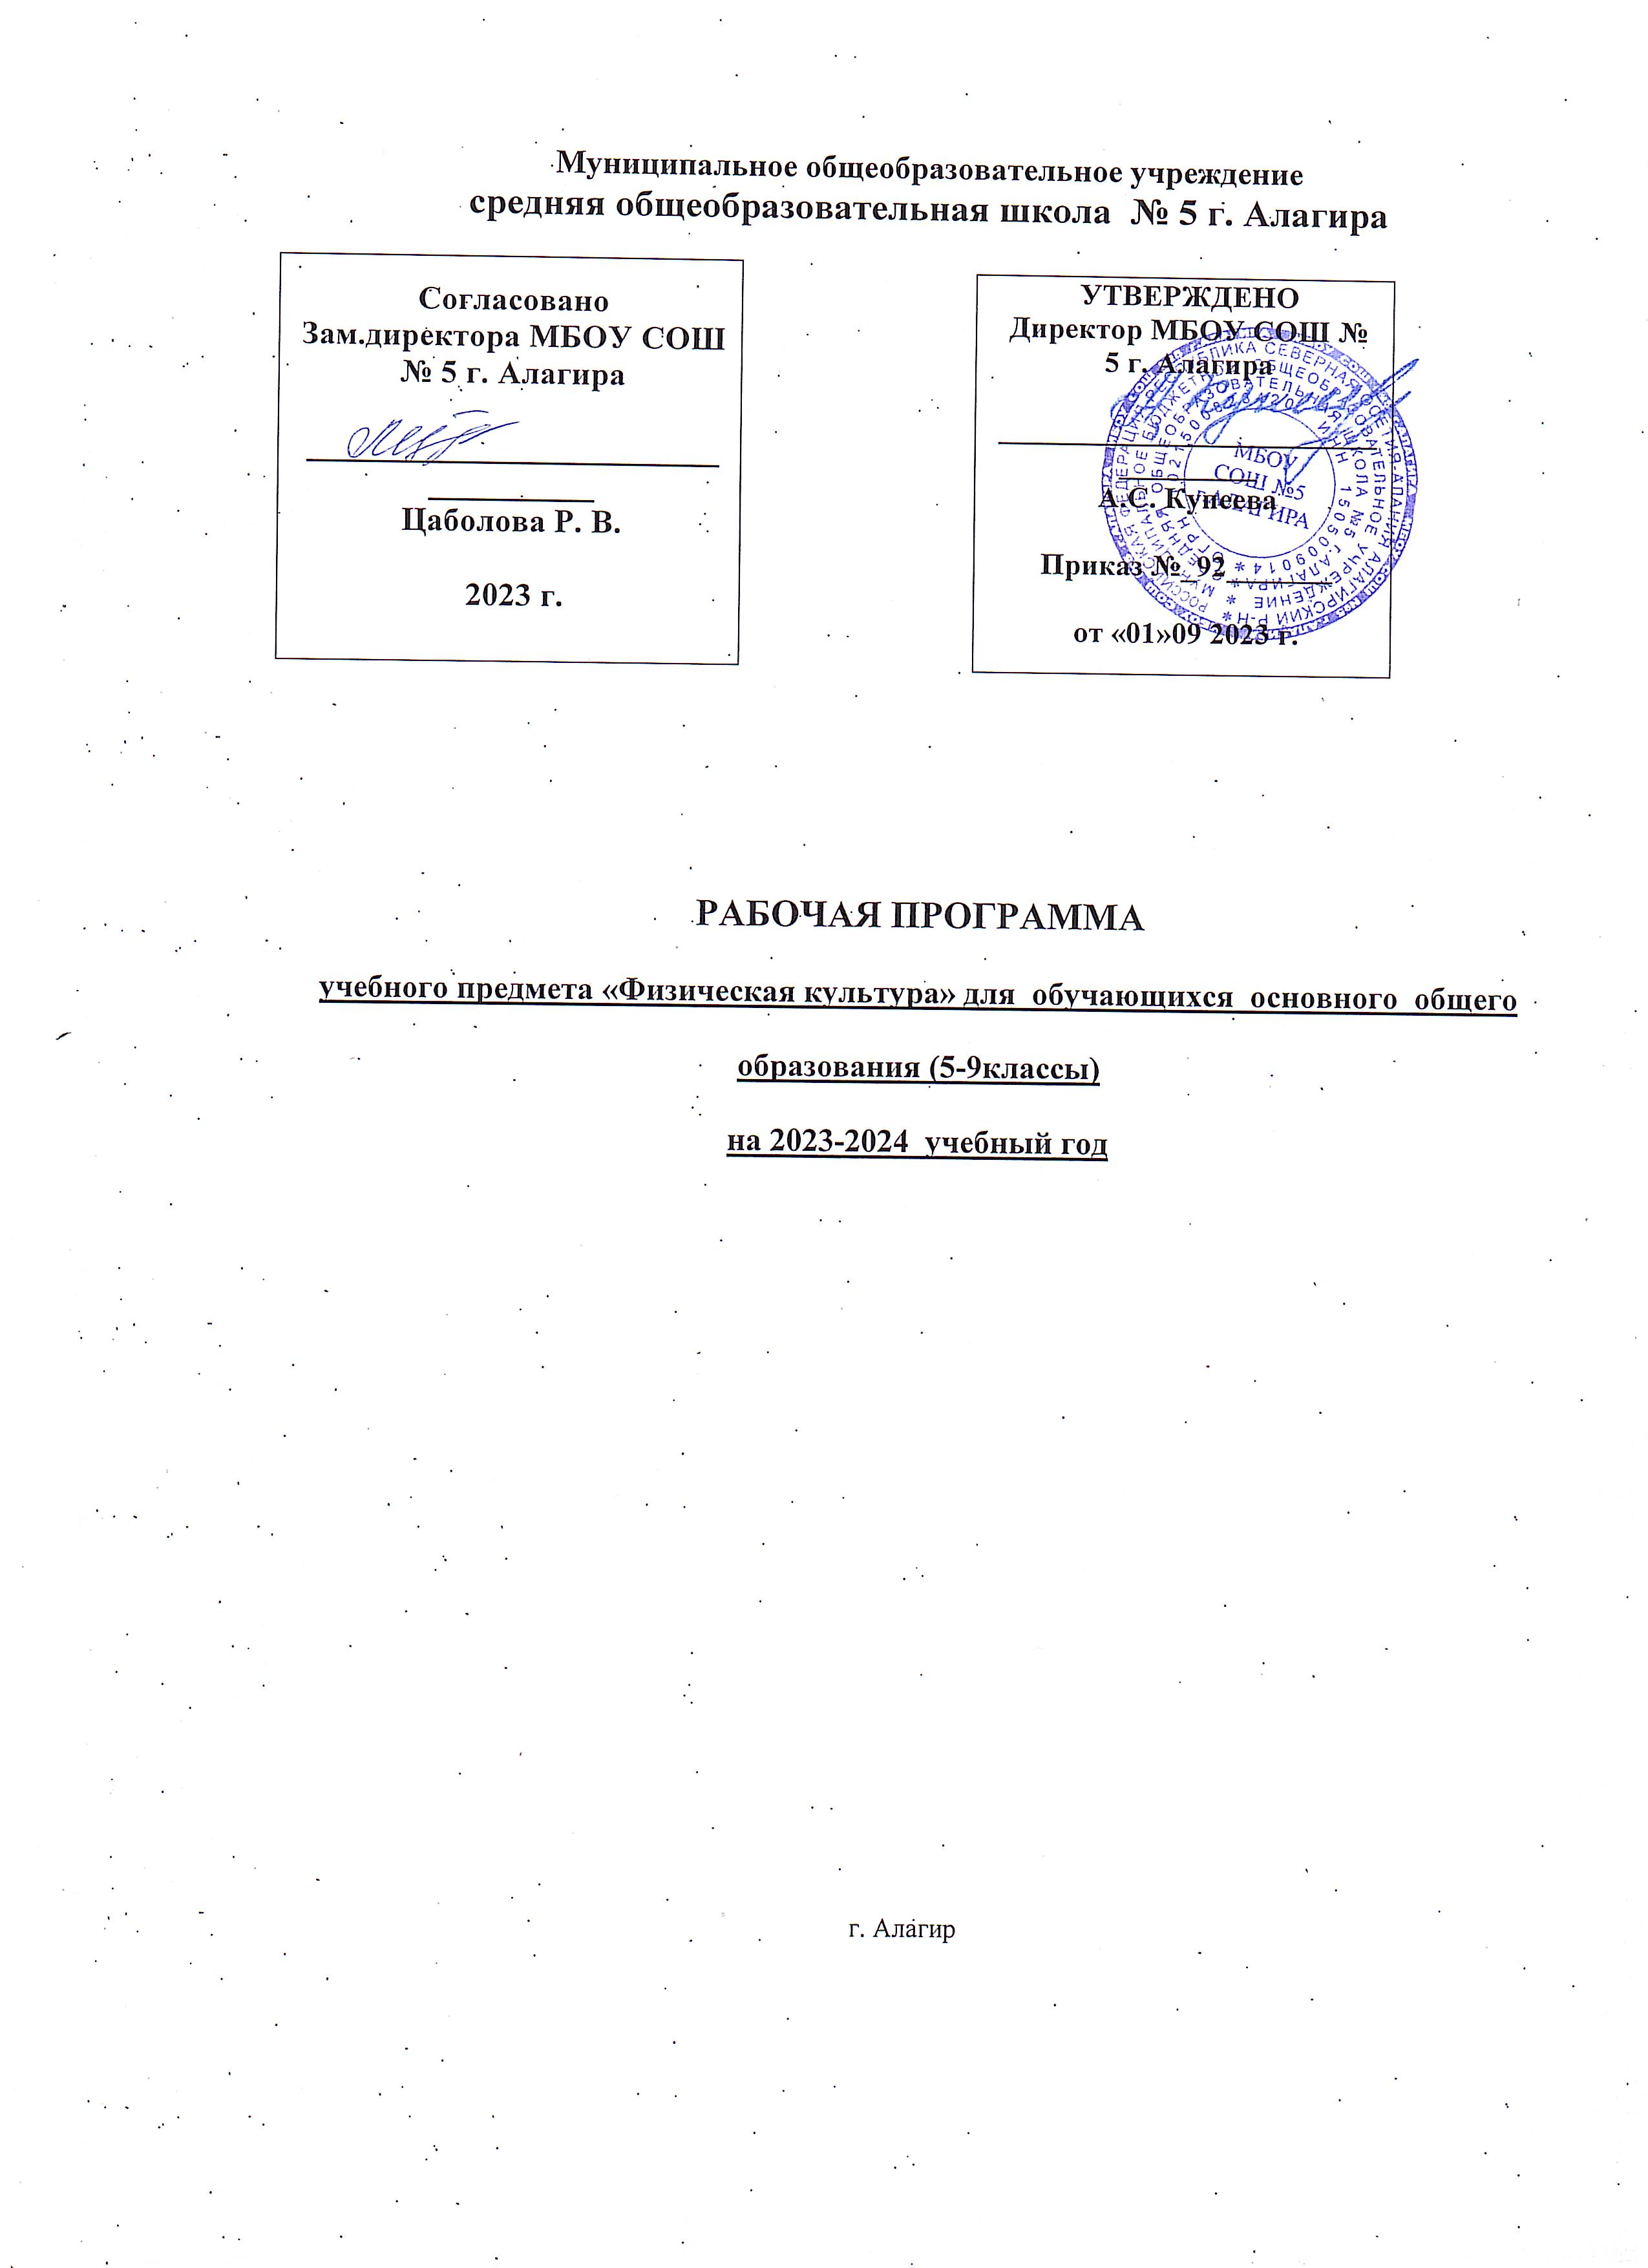 Муниципальное общеобразовательное учреждение
средняя общеобразовательная школа № 5 г. Алагира
Согласовано
Зам.директора МБОУ СОШ
№ 5 г. Алагира
Цаболова Р. В.
2023 г.
УТВЕРЖДЕНО
Директор МБОУ СОШ №
5 г. Алагира
А.С. Купеева
Приказ №_92_______
от «01»09 2023 г.
МБОУ
СОШ №5
РАБОЧАЯ ПРОГРАММА
учебного предмета «Физическая культура» для обучающихся основного общего
образования (5-9классы)
на 2023-2024 учебный год
г. Алагир